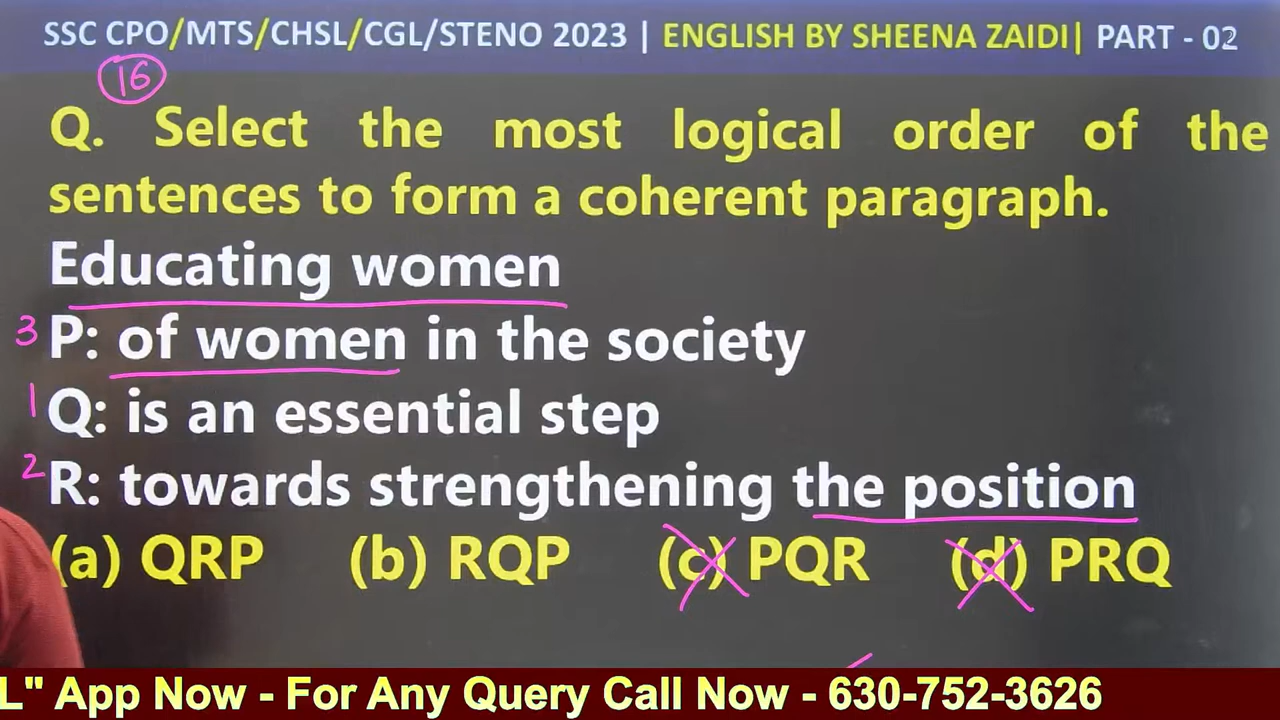 SSC CPO/MTS/CHSL/CGL/STENO 2023 | ENGLISH BY SHEENA ZAIDI| PART - 02
16
Q. Select the most logical order of the
sentences to form a coherent paragraph.
Educating women
3 P: of women in the society
1 Q: is an essential step
2 R: towards strengthening the position
(a) QRP (b) RQP (c) PQR (d) PRQ
L" App Now - For Any Query Call Now - 630-752-3626